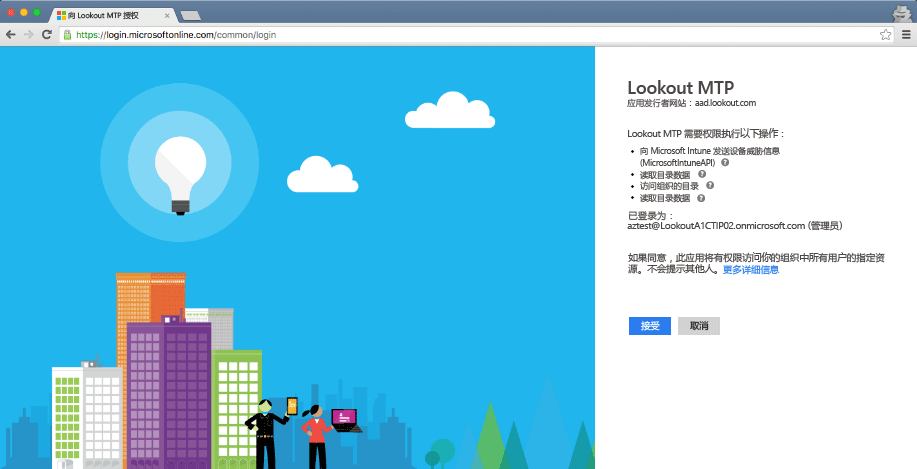 向 Lookout MTP 授权
https://login.microsoftonline.com/common/login
Lookout MTP
应用发行者网站：aad.lookout.com
Lookout MTP 需要权限执行以下操作：
• 向 Microsoft Intune 发送设备威胁信息
(MicrosoftIntuneAPI) ?
• 读取目录数据 ?
• 访问组织的目录 ?
• 读取目录数据 ?
已登录为：
aztest@LookoutA1CTIP02.onmicrosoft.com (管理员)
如果同意，此应用将有权限访问你的组织中所有用户的指定资
源。不会提示其他人。更多详细信息
接受 取消